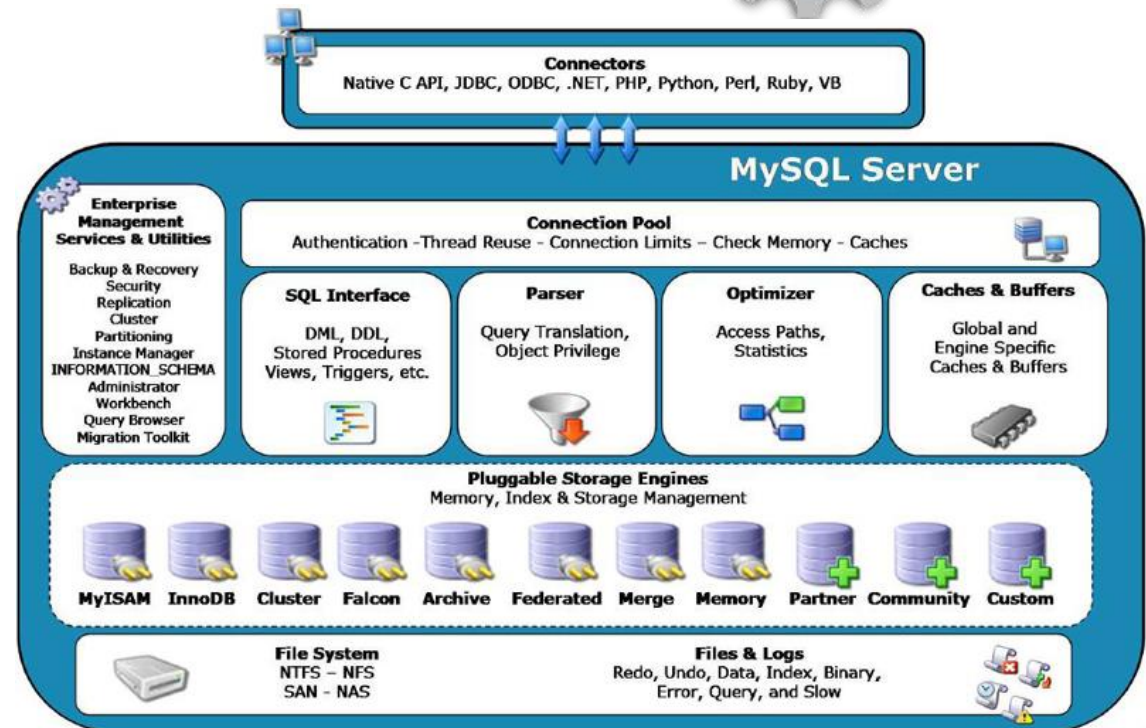 Connectors
Native C API, JDBC, ODBC, .NET, PHP, Python, Perl, Ruby, VB
MySQL Server
Enterprise
Management
Services & Utilities
Backup & Recovery
Security
Replication
Cluster
Partitioning
Instance Manager
INFORMATION_SCHEMA
Administrator
Workbench
Query Browser
Migration Toolkit
Connection Pool
Authentication -Thread Reuse - Connection Limits – Check Memory - Caches
SQL Interface
DML, DDL,
Stored Procedures
Views, Triggers, etc.
Parser
Query Translation,
Object Privilege
Optimizer
Access Paths,
Statistics
Caches & Buffers
Global and
Engine Specific
Caches & Buffers
Pluggable Storage Engines
Memory, Index & Storage Management
MyISAM InnoDB Cluster Falcon Archive Federated Merge Memory Partner Community Custom
File System
NTFS – NFS
SAN - NAS
Files & Logs
Redo, Undo, Data, Index, Binary,
Error, Query, and Slow